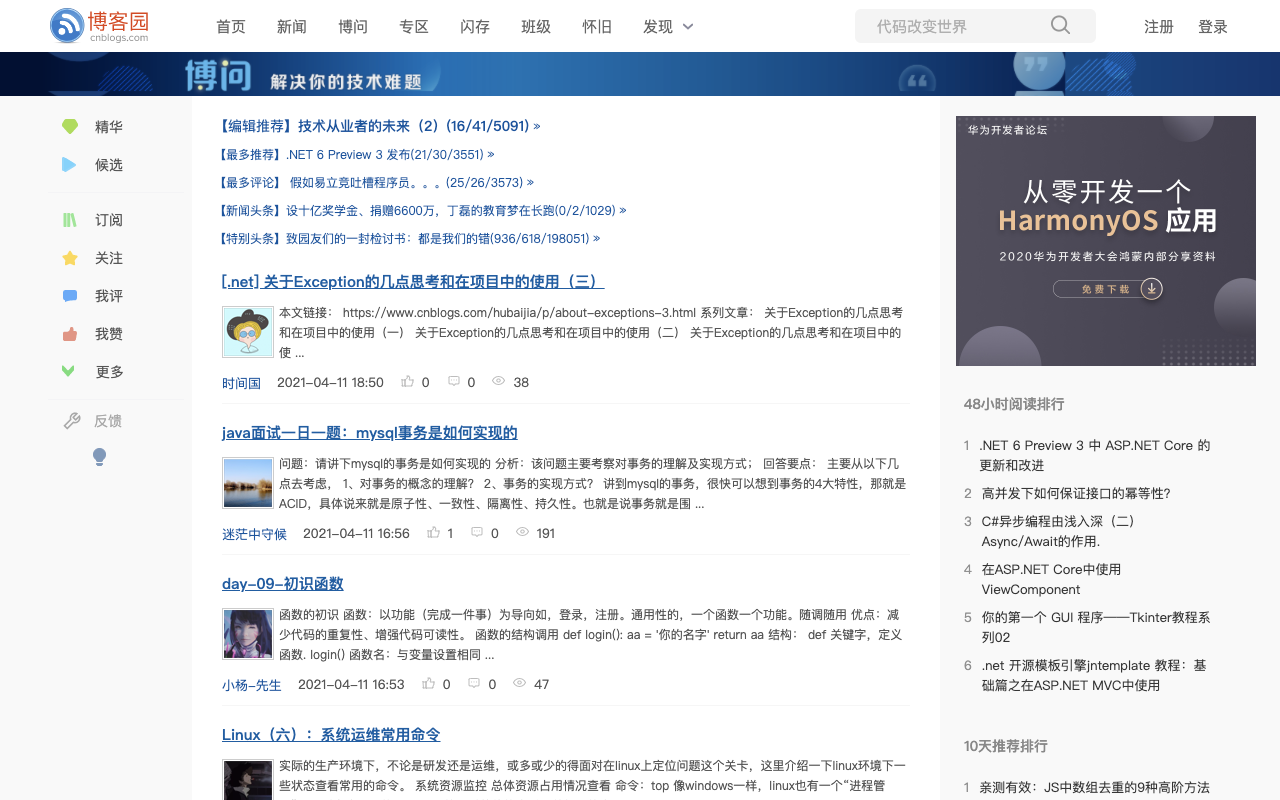 博客园
cnblogs.com
首页 新闻 博问 专区 闪存 班级 怀旧 发现
代码改变世界
注册 登录
博问 解决你的技术难题
精华
候选
订阅
关注
我评
我赞
更多
反馈
【编辑推荐】技术从业者的未来（2）(16/41/5091) »
【最多推荐】.NET 6 Preview 3 发布(21/30/3551) »
【最多评论】 假如易立竞吐槽程序员。。。(25/26/3573) »
【新闻头条】设十亿奖学金、捐赠6600万，丁磊的教育梦在长跑(0/2/1029) »
【特别头条】致园友们的一封检讨书：都是我们的错(936/618/198051) »
[.net] 关于Exception的几点思考和在项目中的使用（三）
本文链接： https://www.cnblogs.com/hubaijia/p/about-exceptions-3.html 系列文章： 关于Exception的几点思考
和在项目中的使用（一） 关于Exception的几点思考和在项目中的使用（二） 关于Exception的几点思考和在项目中的
使 ...
时间国 2021-04-11 18:50 0 0 38
java面试一日一题：mysql事务是如何实现的
问题：请讲下mysql的事务是如何实现的 分析：该问题主要考察对事务的理解及实现方式； 回答要点： 主要从以下几
点去考虑， 1、对事务的概念的理解？ 2、事务的实现方式？ 讲到mysql的事务，很快可以想到事务的4大特性，那就是
ACID，具体说来就是原子性、一致性、隔离性、持久性。也就是说事务就是围 ...
迷茫中守候 2021-04-11 16:56 1 0 191
day-09-初识函数
函数的初识 函数：以功能（完成一件事）为导向如，登录，注册。通用性的，一个函数一个功能。随调随用 优点：减
少代码的重复性、增强代码可读性。 函数的结构调用 def login(): aa = '你的名字' return aa 结构： def 关键字，定义
函数. login() 函数名：与变量设置相同 ...
小杨-先生 2021-04-11 16:53 0 0 47
Linux（六）：系统运维常用命令
实际的生产环境下，不论是研发还是运维，或多或少的得面对在linux上定位问题这个关卡，这里介绍一下linux环境下一
些状态查看常用的命令。 系统资源监控 总体资源占用情况查看 命令：top 像windows一样，linux也有一个“进程管
华为开发者论坛
从零开发一个
HarmonyOS 应用
2020华为开发者大会鸿蒙内部分享资料
免费下载
48小时阅读排行
1 .NET 6 Preview 3 中 ASP.NET Core 的
更新和改进
2 高并发下如何保证接口的幂等性？
3 C#异步编程由浅入深（二）
Async/Await的作用.
4 在ASP.NET Core中使用
ViewComponent
5 你的第一个 GUI 程序——Tkinter教程系
列02
6 .net 开源模板引擎jntemplate 教程：基
础篇之在ASP.NET MVC中使用
10天推荐排行
1 亲测有效：JS中数组去重的9种高阶方法